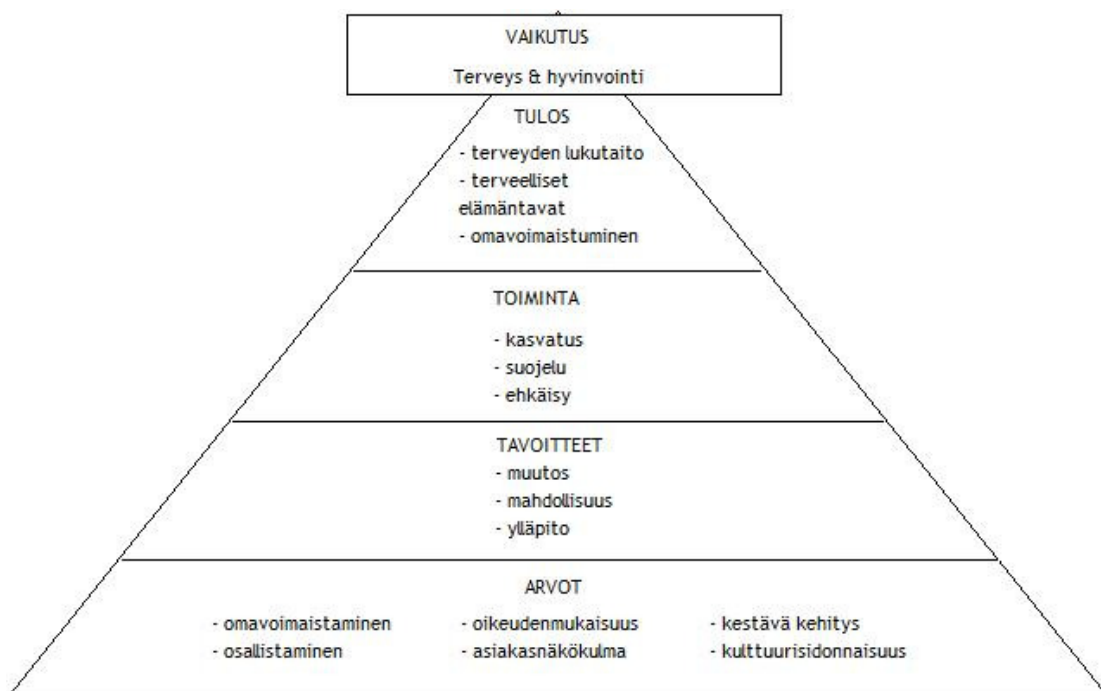 VAIKUTUS
Terveys & hyvinvointi
TULOS
- terveyden lukutaito
- terveelliset
elämäntavat
- omavoimaistuminen
TOIMINTA
- kasvatus
- suojelu
- ehkäisy
TAVOITTEET
- muutos
- mahdollisuus
- ylläpito
ARVOT
- omavoimaistaminen - oikeudenmukaisuus - kestävä kehitys
- osallistaminen - asiakasnäkökulma - kulttuurisidonnaisuus